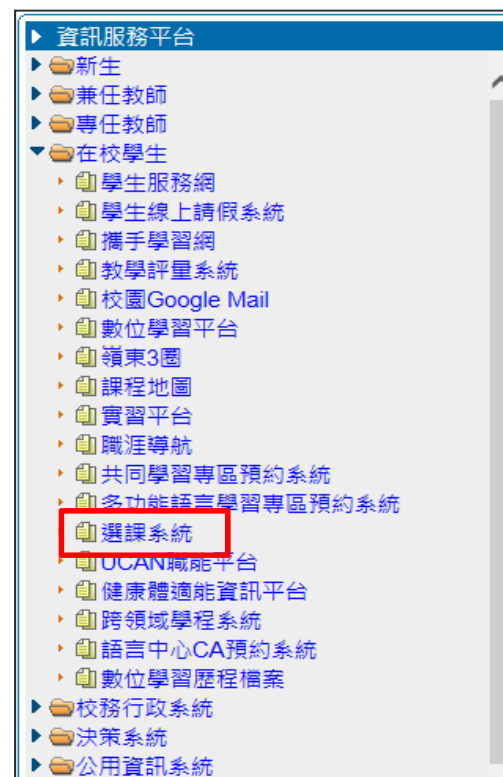 資訊服務平台
新生
兼任教師
專任教師
在校學生
學生服務網
學生線上請假系統
攜手學習網
教學評量系統
校園Google Mail
數位學習平台
嶺東3圈
課程地圖
實習平台
職涯導航
共同學習專區預約系統
多功能語言學習專區預約系統
選課系統
UCAN職能平台
健康體適能資訊平台
跨領域學程系統
語言中心CA預約系統
數位學習歷程檔案
校務行政系統
決策系統
公用資訊系統